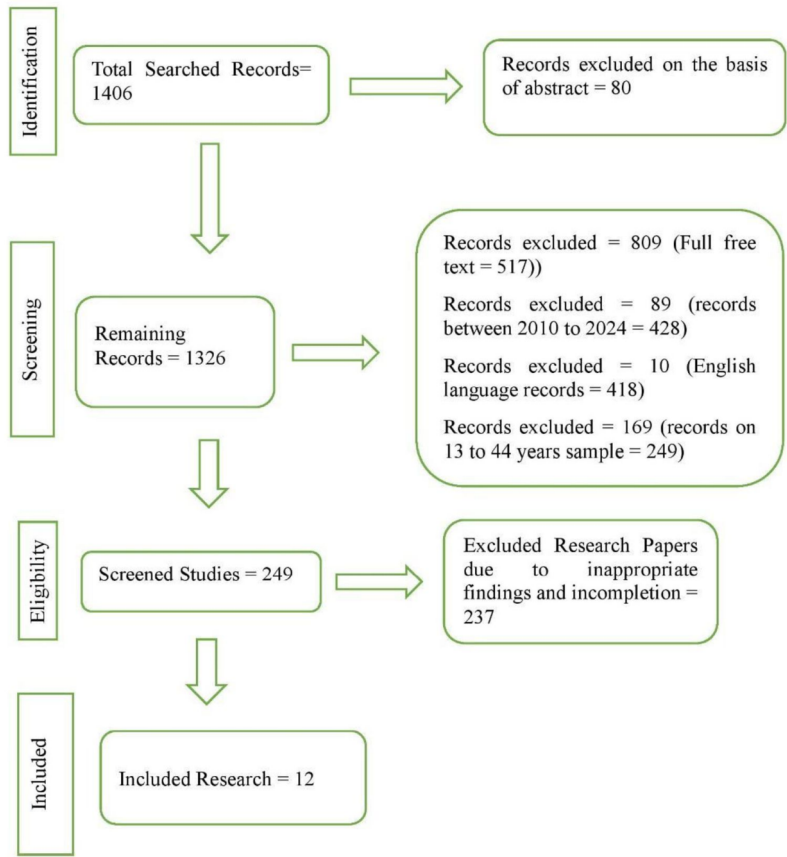 Identification
Total Searched Records=
1406
Records excluded on the basis
of abstract = 80
Screening
Remaining
Records = 1326
Records excluded = 809 (Full free
text = 517))
Records excluded = 89 (records
between 2010 to 2024 = 428)
Records excluded = 10 (English
language records = 418)
Records excluded = 169 (records on
13 to 44 years sample = 249)
Eligibility
Screened Studies = 249
Excluded Research Papers
due to inappropriate
findings and incompletion =
237
Included
Included Research = 12